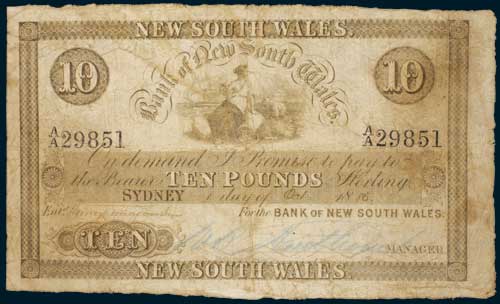 NEW SOUTH WALES.
10 Bank of New South Wales. 10
A/A 29851 A/A 29851
On demand I Promise to pay to
the Bearer TEN POUNDS Sterling.
SYDNEY 1 day of Oct 18
Ent. For the BANK OF NEW SOUTH WALES.
TEN MANAGER
NEW SOUTH WALES.